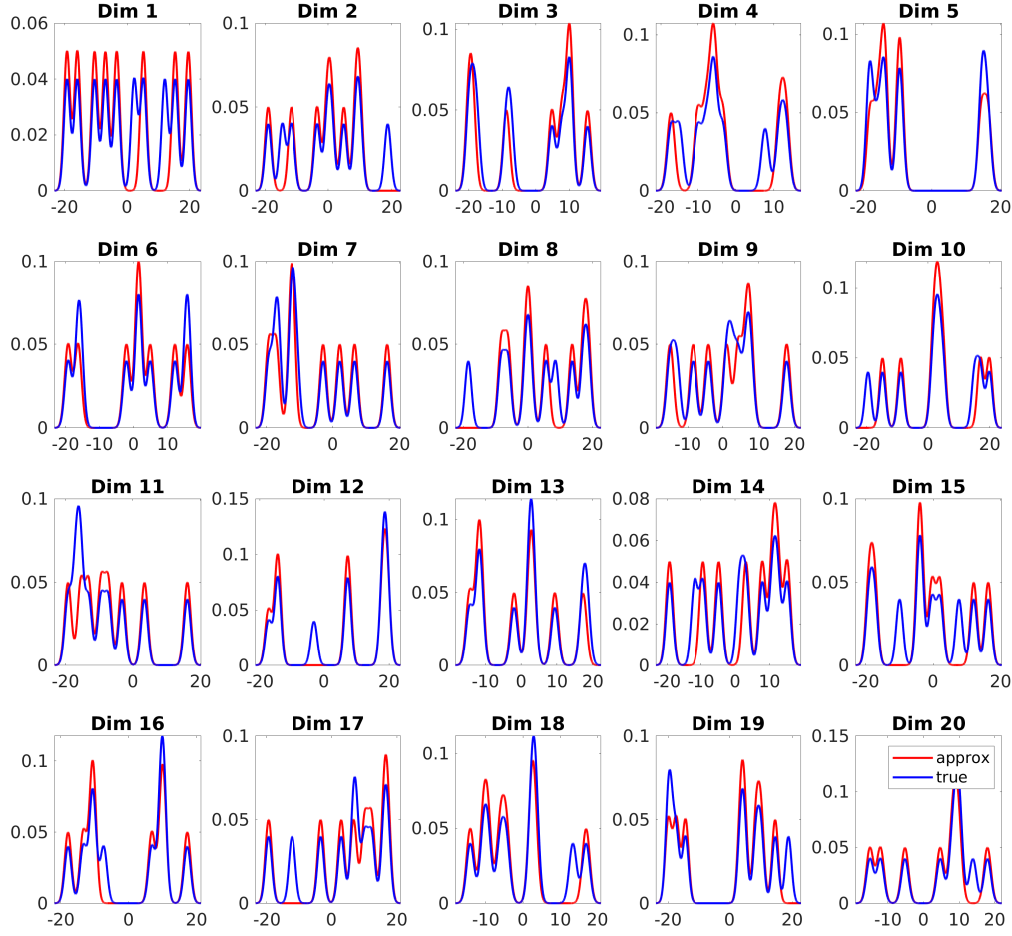 Dim 1 Dim 2 Dim 3 Dim 4 Dim 5
0.06 0.1 0.1 0.1 0.1
0.04 0.05 0.05 0.05 0.05
0.02
0 0 0 0 0
-20 0 20 -20 0 20 -20 -10 0 10 -20 -10 0 10 -20 0 20
Dim 6 Dim 7 Dim 8 Dim 9 Dim 10
0.1 0.1 0.1 0.1 0.1
0.05 0.05 0.05 0.05 0.05
0 0 0 0 0
-20 -10 0 10 -20 0 20 -20 0 20 -20 0 20 -20 0 20
Dim 11 Dim 12 Dim 13 Dim 14 Dim 15
0.1 0.15 0.1 0.08 0.1
0.1 0.06
0.05 0.05 0.05 0.04 0.05
0.02
0 0 0 0 0
-20 0 20 -20 0 20 -10 0 10 20 -20 -10 0 10 -20 0 20
Dim 16 Dim 17 Dim 18 Dim 19 Dim 20
0.1 0.1 0.1 0.1 0.15
approx
true
0.1
0.05 0.05 0.05 0.05 0.05
0 0 0 0 0
-20 0 20 -20 0 20 -10 0 10 20 -20 0 20 -10 0 10 20